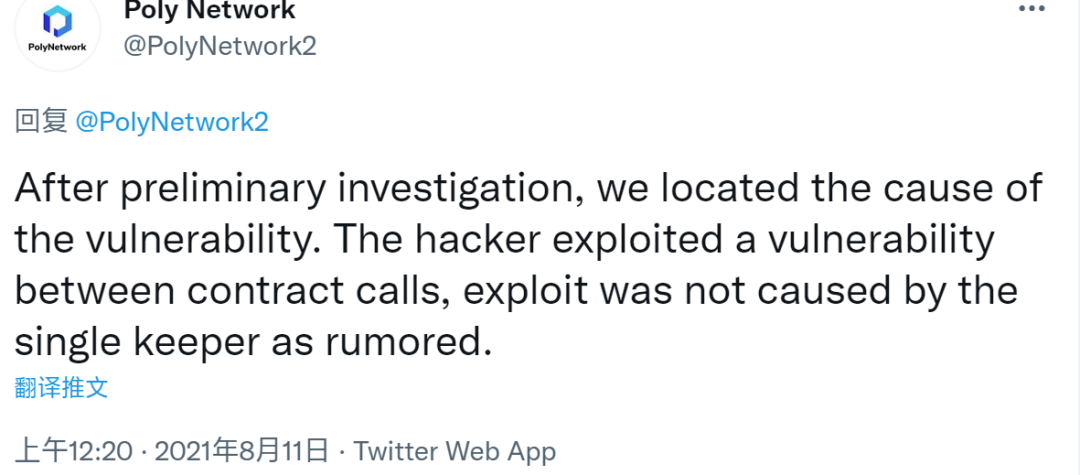 Poly Network
PolyNetwork
@PolyNetwork2
回复 @PolyNetwork2
After preliminary investigation, we located the cause of
the vulnerability. The hacker exploited a vulnerability
between contract calls, exploit was not caused by the
single keeper as rumored.
翻译推文
上午12:20 · 2021年8月11日 · Twitter Web App